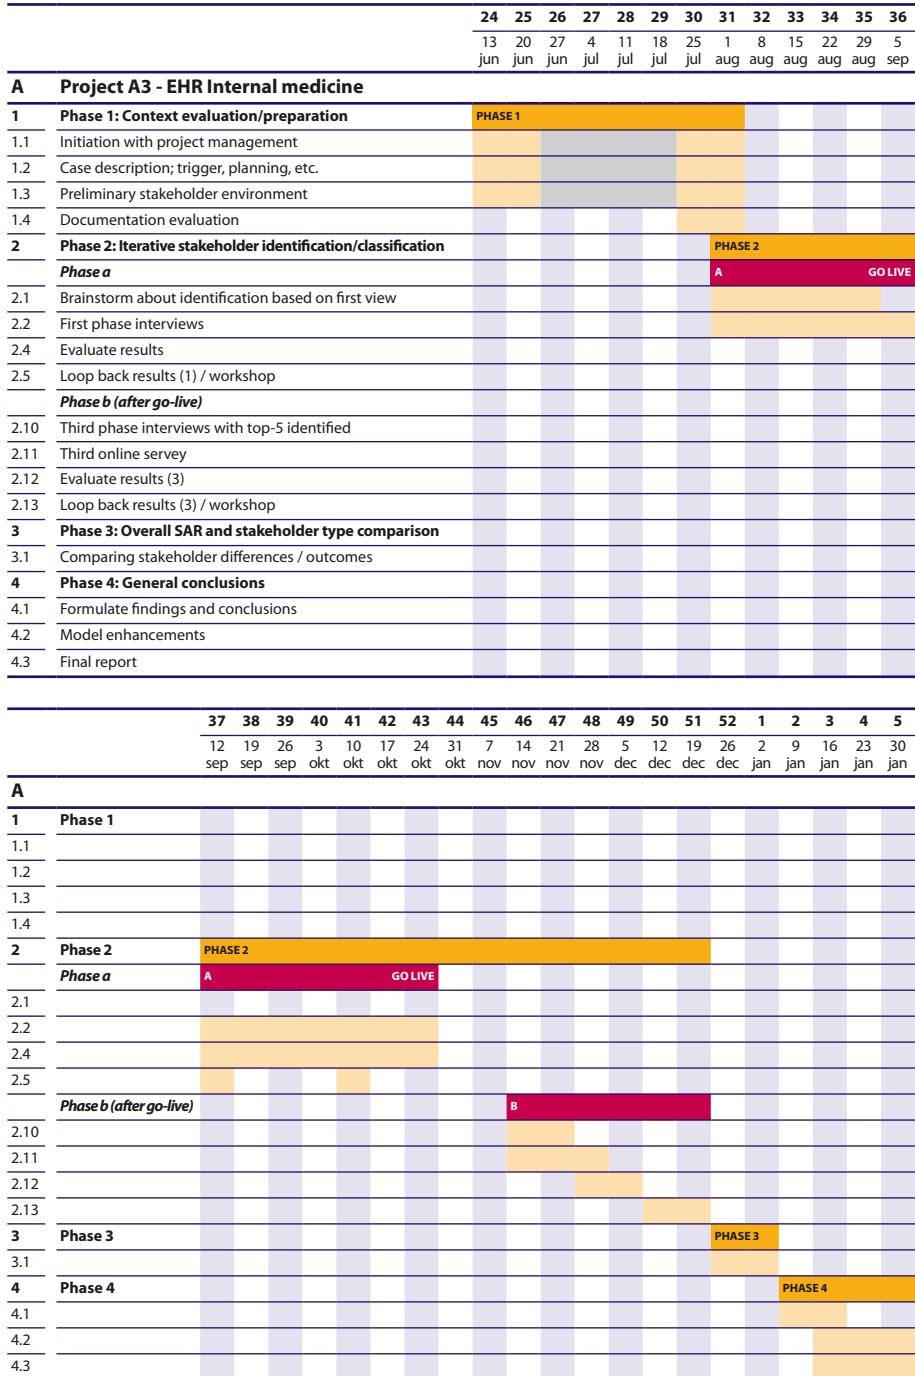 24 25 26 27 28 29 30 31 32 33 34 35 36
13 20 27 4 11 18 25 1 8 15 22 29 5
jun jun jun jul jul jul jul aug aug aug aug aug sep
A Project A3 - EHR Internal medicine
1 Phase 1: Context evaluation/preparation PHASE 1
1.1 Initiation with project management
1.2 Case description; trigger, planning, etc.
1.3 Preliminary stakeholder environment
1.4 Documentation evaluation
2 Phase 2: Iterative stakeholder identification/classification PHASE 2
Phase a A GO LIVE
2.1 Brainstorm about identification based on first view
2.2 First phase interviews
2.4 Evaluate results
2.5 Loop back results (1) / workshop
Phase b (after go-live)
2.10 Third phase interviews with top-5 identified
2.11 Third online servey
2.12 Evaluate results (3)
2.13 Loop back results (3) / workshop
3 Phase 3: Overall SAR and stakeholder type comparison
3.1 Comparing stakeholder differences / outcomes
4 Phase 4: General conclusions
4.1 Formulate findings and conclusions
4.2 Model enhancements
4.3 Final report
37 38 39 40 41 42 43 44 45 46 47 48 49 50 51 52 1 2 3 4 5
12 19 26 3 10 17 24 31 7 14 21 28 5 12 19 26 2 9 16 23 30
sep sep sep okt okt okt okt okt nov nov nov nov dec dec dec dec jan jan jan jan jan
A
1 Phase 1
1.1
1.2
1.3
1.4
2 Phase 2 PHASE 2
Phase a A GO LIVE
2.1
2.2
2.4
2.5
Phase b (after go-live) B
2.10
2.11
2.12
2.13
3 Phase 3 PHASE 3
3.1
4 Phase 4 PHASE 4
4.1
4.2
4.3